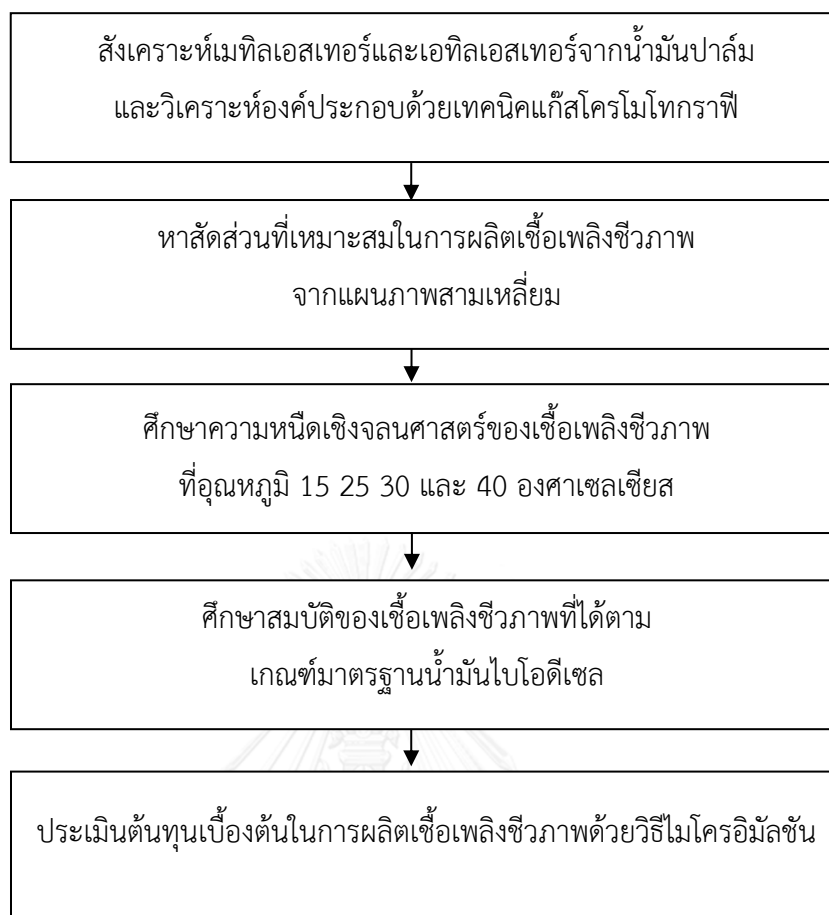 สังเคราะห์เมทิลเอสเทอร์และเอทิลเอสเทอร์จากน้ำมันปาล์ม
และวิเคราะห์องค์ประกอบด้วยเทคนิคแก๊สโครโมโทกราฟี
หาสัดส่วนที่เหมาะสมในการผลิตเชื้อเพลิงชีวภาพ
จากแผนภาพสามเหลี่ยม
ศึกษาความหนืดเชิงจลนศาสตร์ของเชื้อเพลิงชีวภาพ
ที่อุณหภูมิ 15 25 30 และ 40 องศาเซลเซียส
ศึกษาสมบัติของเชื้อเพลิงชีวภาพที่ได้ตาม
เกณฑ์มาตรฐานน้ำมันไบโอดีเซล
ประเมินต้นทุนเบื้องต้นในการผลิตเชื้อเพลิงชีวภาพด้วยวิธีไมโครอิมัลชัน